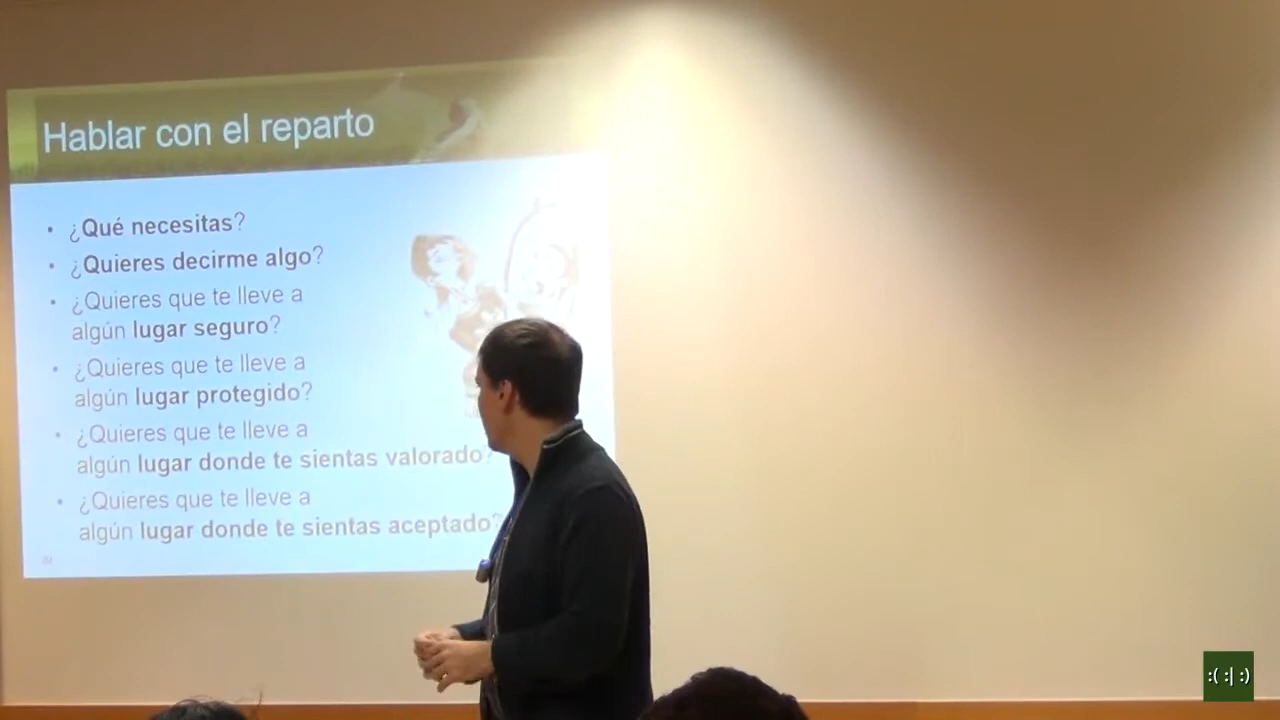 Hablar con el reparto
• ¿Qué necesitas?
• ¿Quieres decirme algo?
• ¿Quieres que te lleve a
algún lugar seguro?
• ¿Quieres que te lleve a
algún lugar protegido?
• ¿Quieres que te lleve a
algún lugar donde te sientas valorado?
• ¿Quieres que te lleve a
algún lugar donde te sientas aceptado?
:( :| :)